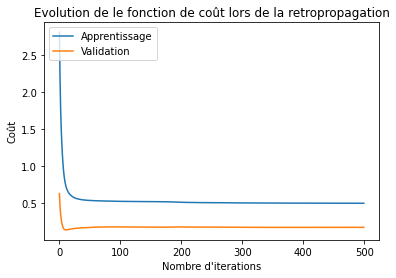 Evolution de le fonction de coût lors de la retropropagation
Apprentissage
Validation
Coût
2.5
2.0
1.5
1.0
0.5
0
100
200
300
400
500
Nombre d'iterations